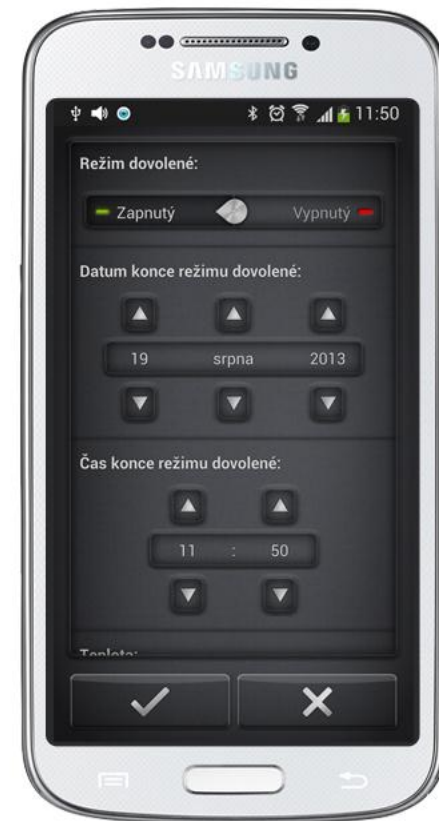 SAMSUNG
11:50
Režim dovolené:
Zapnutý Vypnutý
Datum konce režimu dovolené:
19 srpna 2013
Čas konce režimu dovolené:
11 : 50
Teplota: